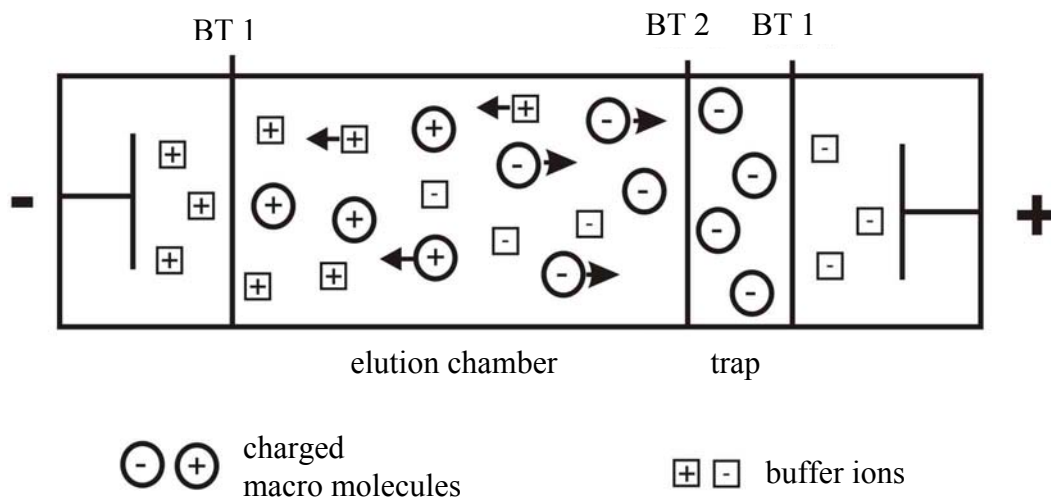 BT 1
BT 2
BT 1
-
+
elution chamber
trap
charged
macro molecules
buffer ions